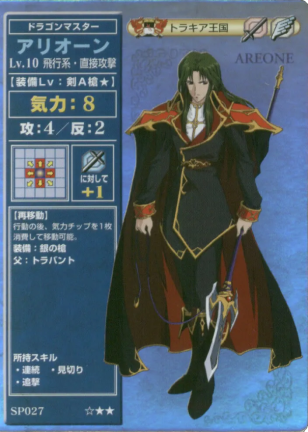 ドラゴンマスター
アリオーン
Lv.10 飛行系・直接攻撃
【装備Lv：剣A槍★】
気力：8
攻：4／反：2
に対して
+1
【再移動】
行動の後、気力チップを1枚
消費して移動可能。
装備：銀の槍
父：トラバント
所持スキル
・連続 ・見切り
・追撃
SP027
☆★★
トラキア王国
AREONE